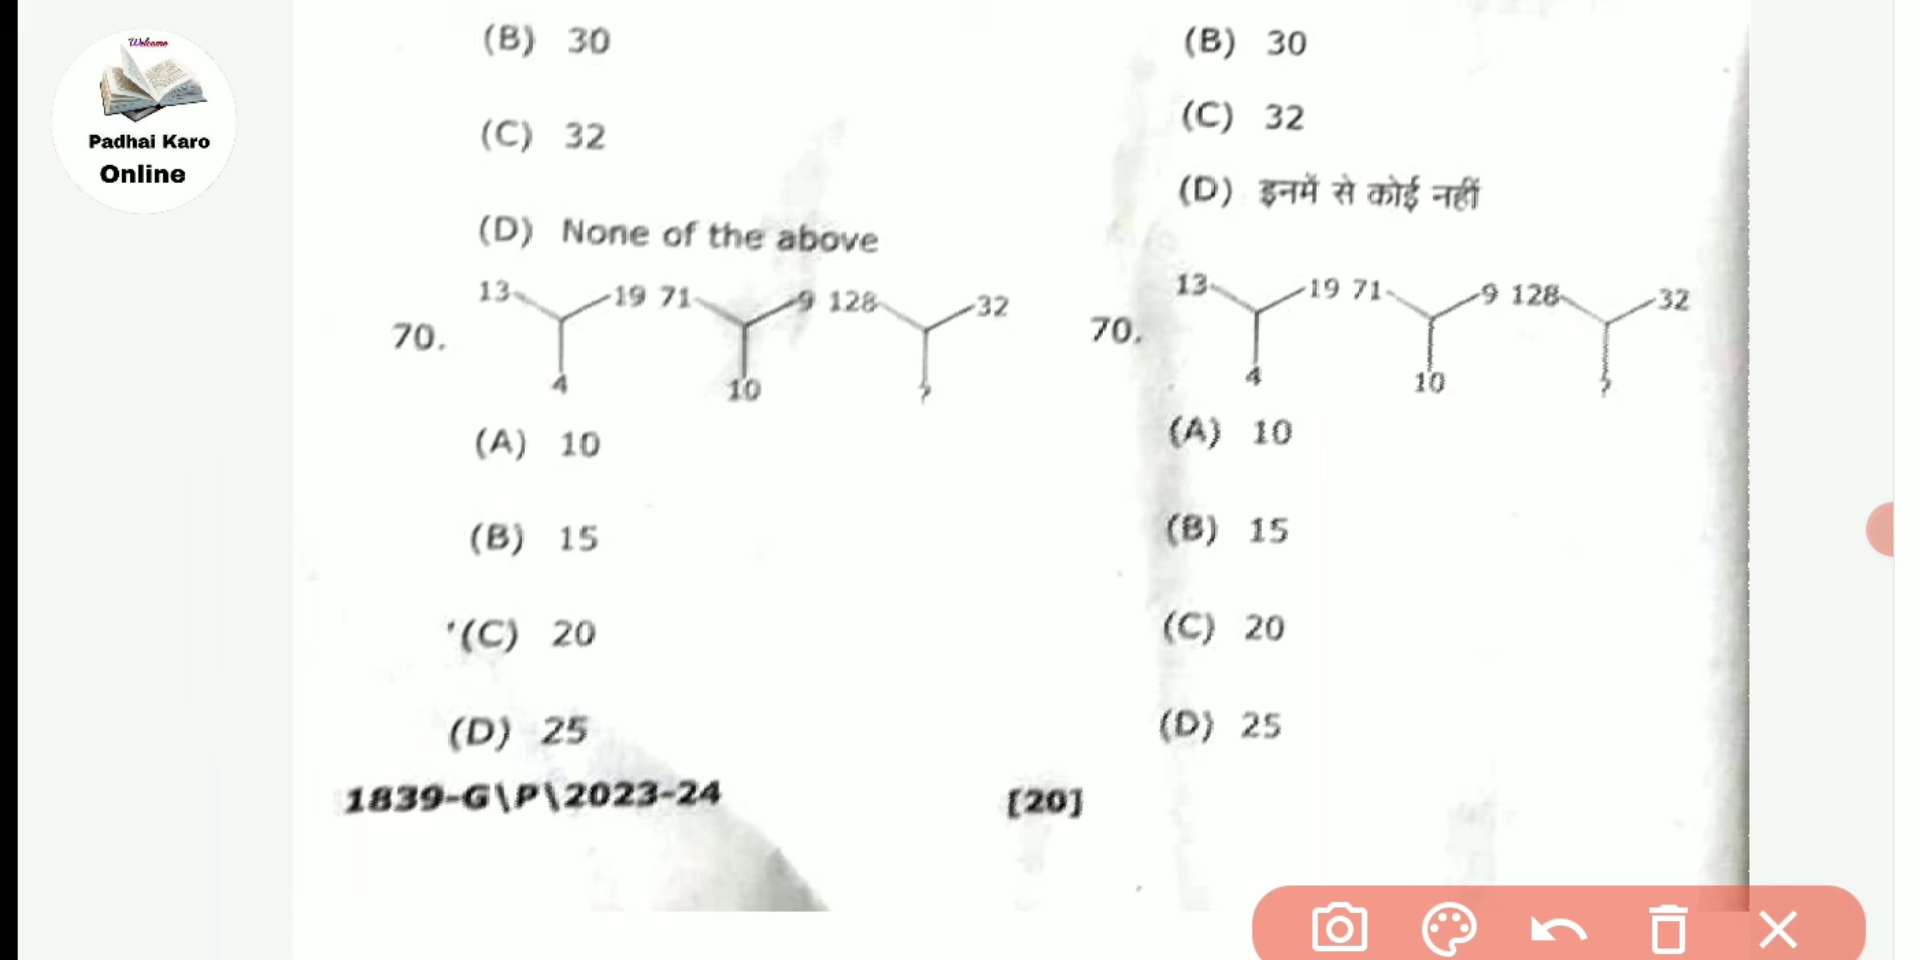 Welcome
Padhai Karo
Online
(B) 30
(C) 32
(D) None of the above
70.
13 19 71 9 128 32
4 10 ?
(A) 10
(B) 15
'(C) 20
(D) 25
1839-G\P\2023-24
(B) 30
(C) 32
(D) इनमें से कोई नहीं
70.
13 19 71 9 128 32
4 10 ?
(A) 10
(B) 15
(C) 20
(D) 25
[20]